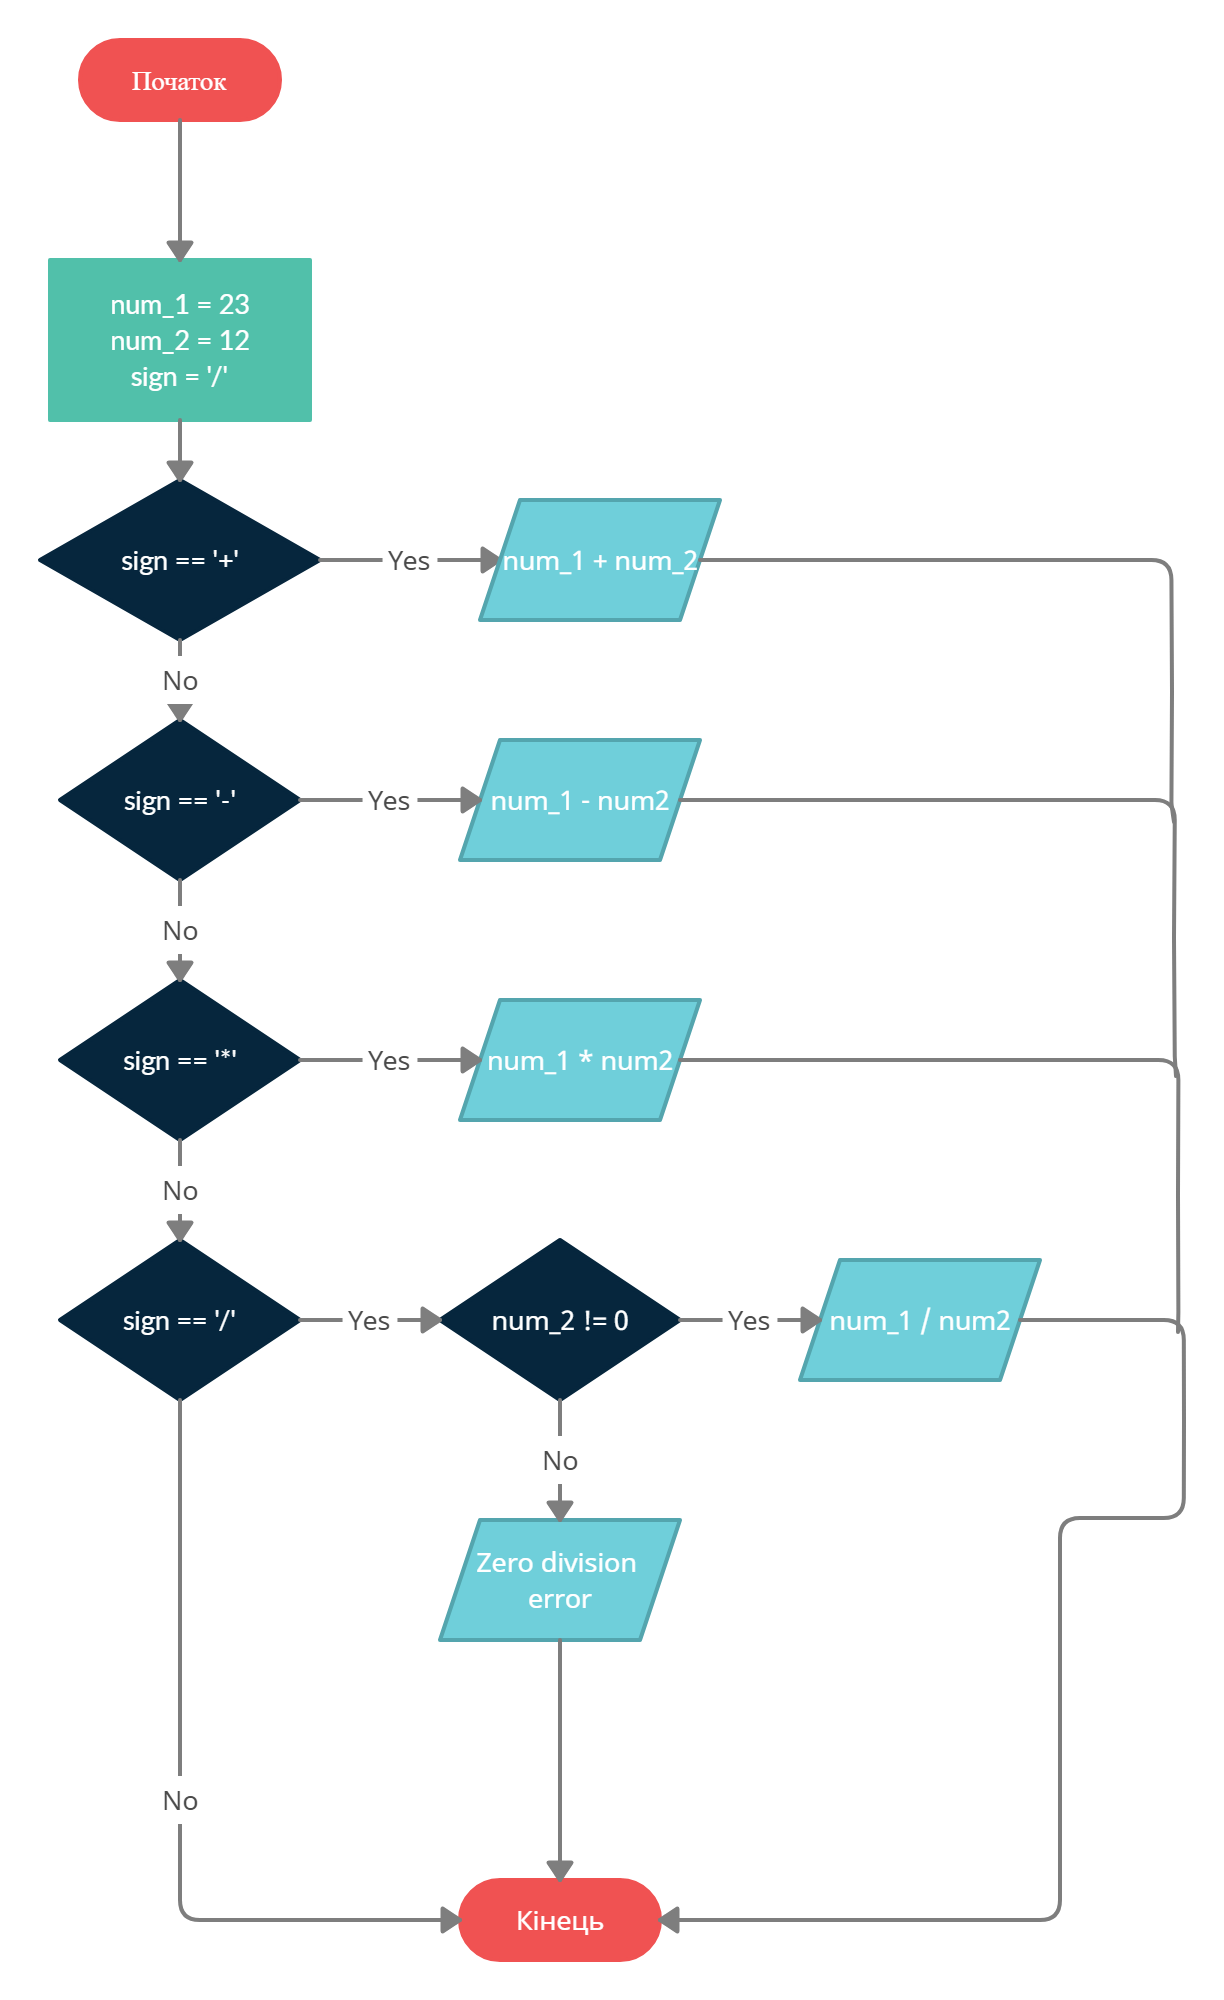 Початок
num_1 = 23
num_2 = 12
sign = '/'
sign == '+'
Yes
num_1 + num_2
No
sign == '-'
Yes
num_1 - num2
No
sign == '*'
Yes
num_1 * num2
No
sign == '/'
Yes
num_2 != 0
Yes
num_1 / num2
No
Zero division
error
No
Кінець